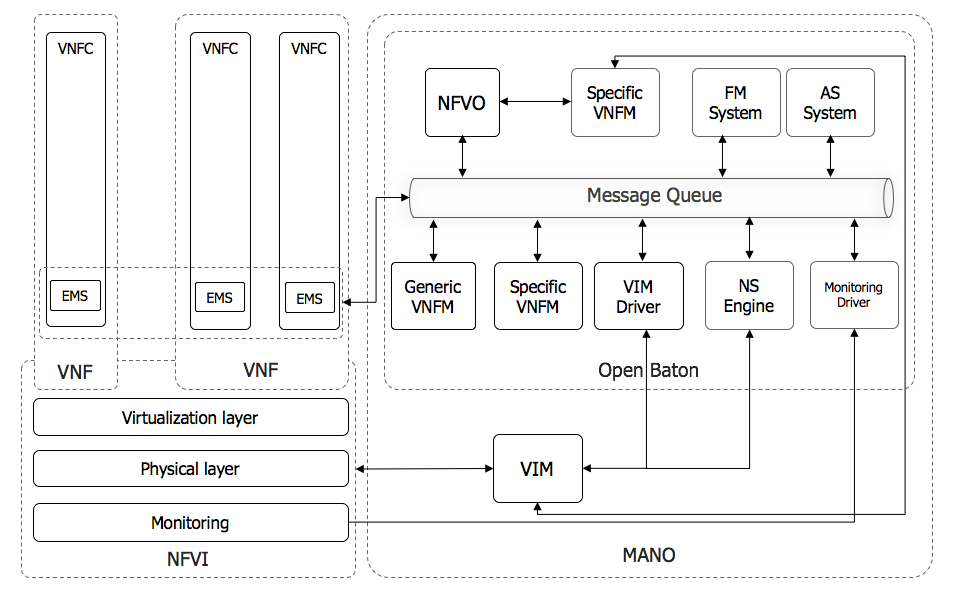 VNFC
VNFC
VNFC
EMS
EMS
EMS
VNF
VNF
Virtualization layer
Physical layer
Monitoring
NFVI
NFVO
Specific
VNFM
FM
System
AS
System
Message Queue
Generic
VNFM
Specific
VNFM
VIM
Driver
NS
Engine
Monitoring
Driver
Open Baton
VIM
MANO